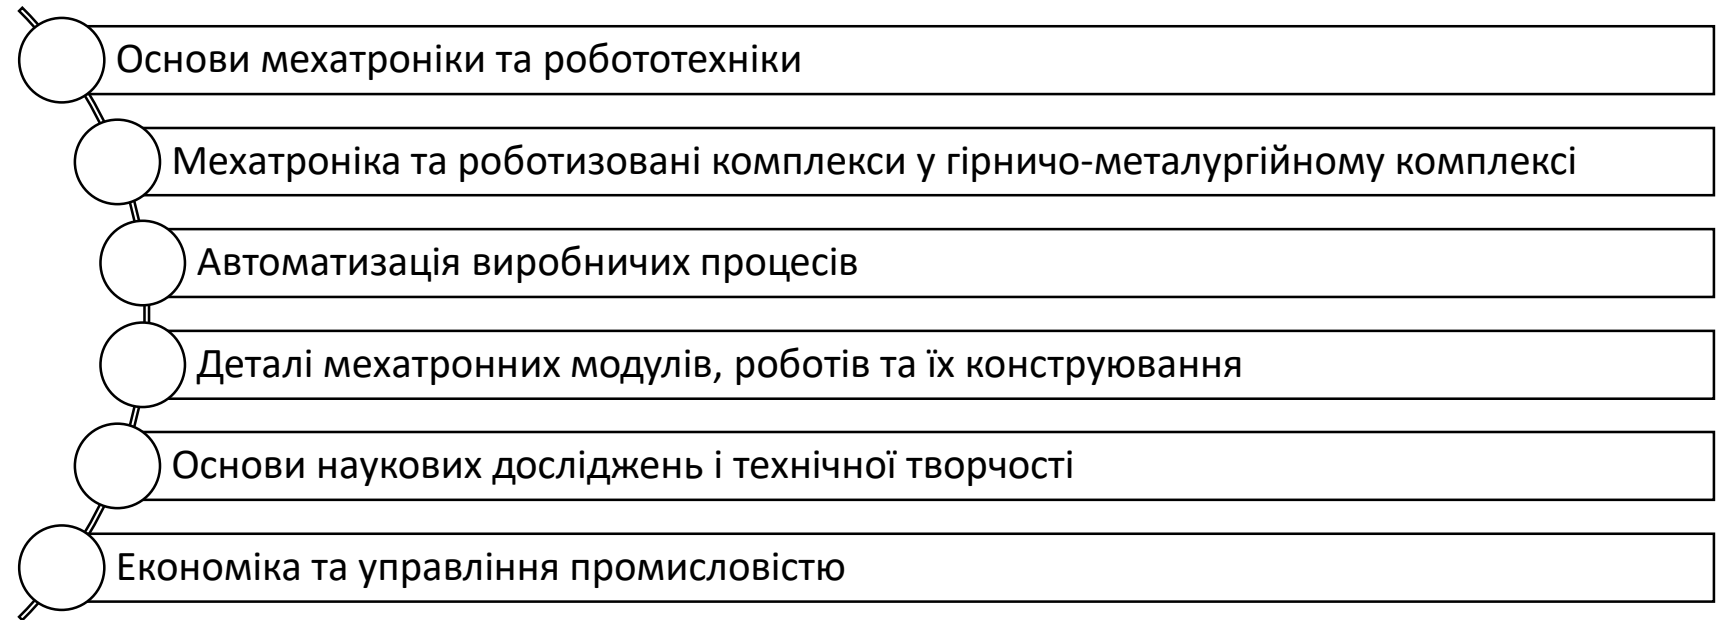 Основи мехатроніки та робототехніки
Мехатроніка та роботизовані комплекси у гірничо-металургійному комплексі
Автоматизація виробничих процесів
Деталі мехатронних модулів, роботів та їх конструювання
Основи наукових досліджень і технічної творчості
Економіка та управління промисловістю